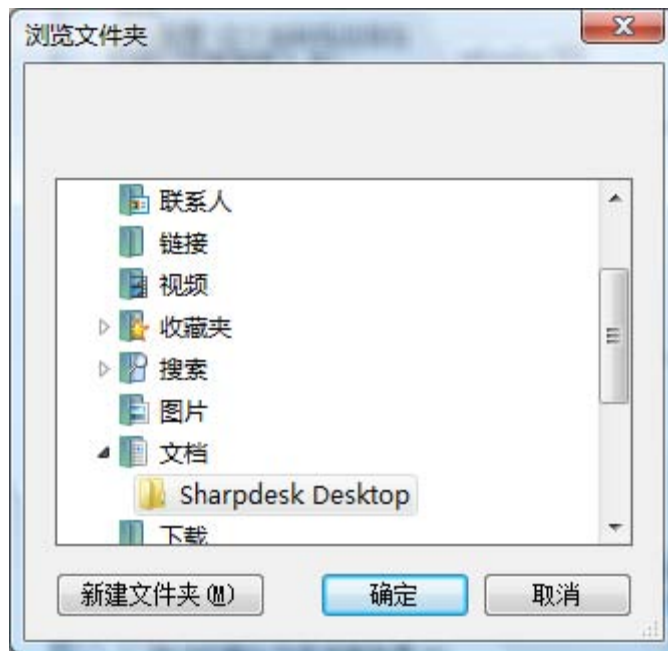 浏览文件夹
联系人
链接
视频
收藏夹
搜索
图片
文档
Sharpdesk Desktop
下载
新建文件夹(M) 确定 取消